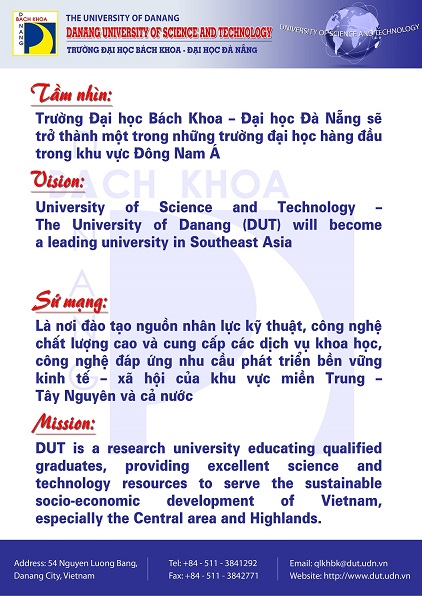 BACH KHOA
DANANG
THE UNIVERSITY OF DANANG
DANANG UNIVERSITY OF SCIENCE AND TECHNOLOGY
TRƯỜNG ĐẠI HỌC BÁCH KHOA - ĐẠI HỌC ĐÀ NẴNG
UNIVERSITY OF SCIENCE AND TECHNOLOGY
Tầm nhìn:
Trường Đại học Bách Khoa – Đại học Đà Nẵng sẽ
trở thành một trong những trường đại học hàng đầu
trong khu vực Đông Nam Á
Vision:
BACH KHOA
DANANG
University of Science and Technology –
The University of Danang (DUT) will become
a leading university in Southeast Asia
Sứ mạng:
Là nơi đào tạo nguồn nhân lực kỹ thuật, công nghệ
chất lượng cao và cung cấp các dịch vụ khoa học,
công nghệ đáp ứng nhu cầu phát triển bền vững
kinh tế – xã hội của khu vực miền Trung –
Tây Nguyên và cả nước
Mission:
DUT is a research university educating qualified
graduates, providing excellent science and
technology resources to serve the sustainable
socio-economic development of Vietnam,
especially the Central area and Highlands.
Address: 54 Nguyen Luong Bang,
Danang City, Vietnam
Tel: +84 - 511 - 3841292
Fax: +84 - 511 - 3842771
Email: qlkhbk@dut.udn.vn
Website: http://www.dut.udn.vn